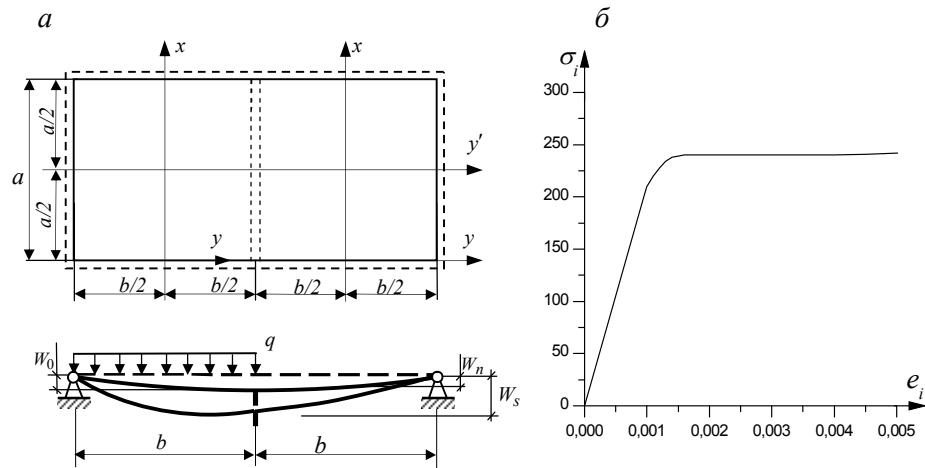 а
x
x
a
a/2
a/2
y′
y
y
b/2
b/2
b/2
b/2
q
W₀
Wₙ
Wₛ
b
b
б
σᵢ
300
250
200
150
100
50
0
eᵢ
0,000
0,001
0,002
0,003
0,004
0,005